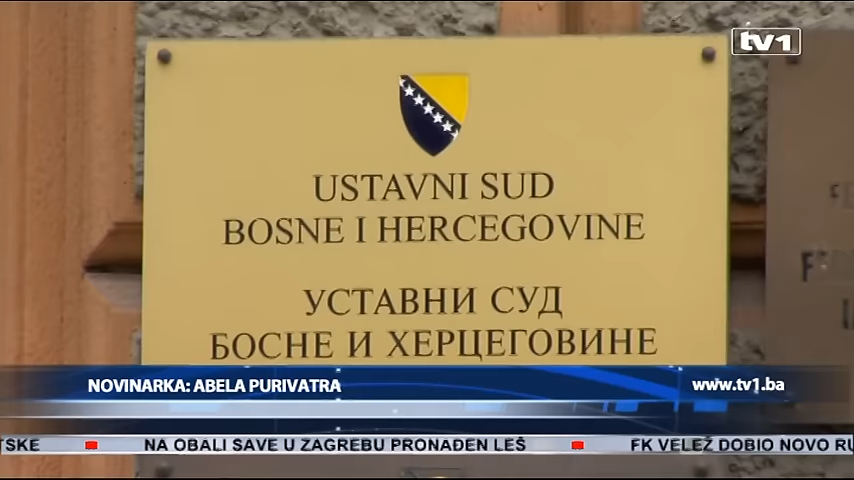 tv1
USTAVNI SUD
BOSNE I HERCEGOVINE
УСТАВНИ СУД
БОСНЕ И ХЕРЦЕГОВИНЕ
NOVINARKA: ABELA PURIVATRA
www.tv1.ba
NA OBALI SAVE U ZAGREBU PRONAĐEN LEŠ
FK VELEŽ DOBIO NOVO